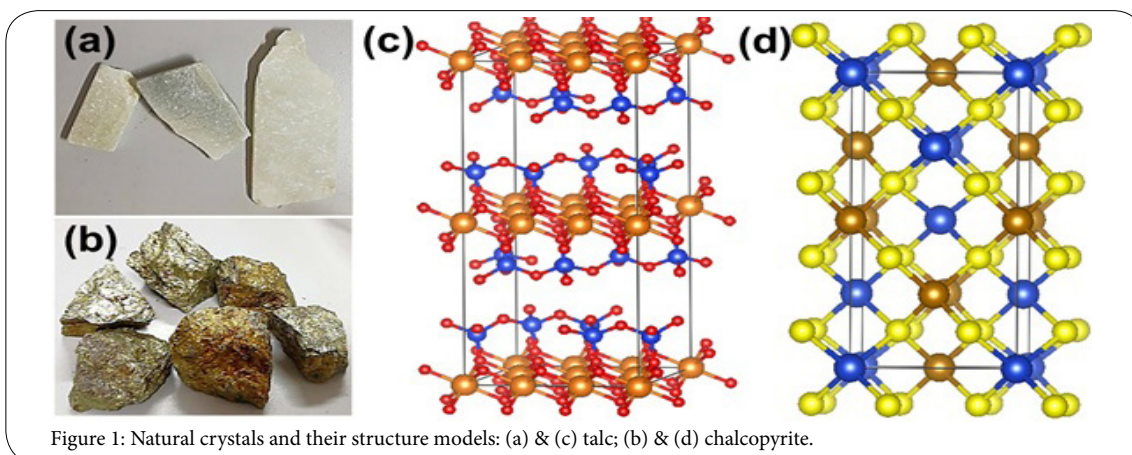 (a)
(b)
(c)
(d)
Figure 1: Natural crystals and their structure models: (a) & (c) talc; (b) & (d) chalcopyrite.